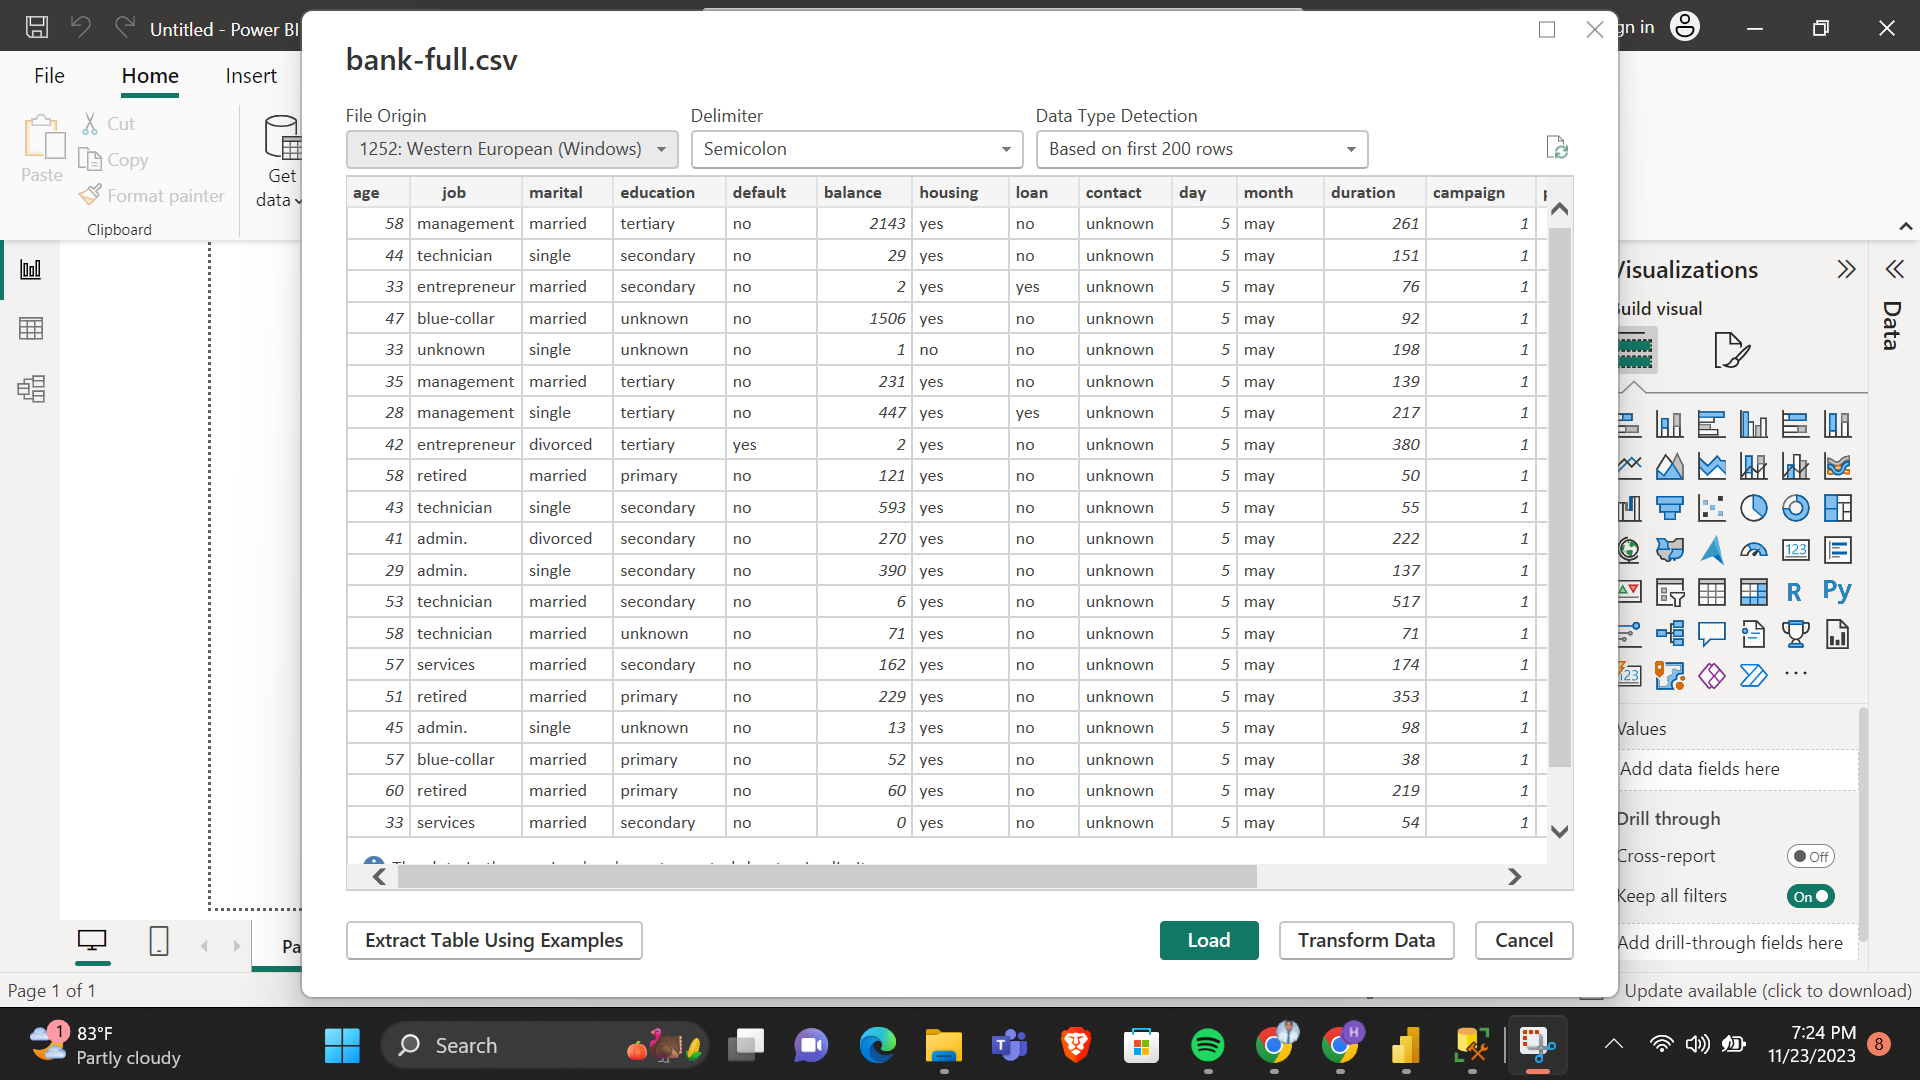 Untitled - Power BI
gn in
File Home Insert
Cut
Copy
Paste
Format painter
Get
data
Clipboard
bank-full.csv
File Origin Delimiter Data Type Detection
1252: Western European (Windows) Semicolon Based on first 200 rows
age job marital education default balance housing loan contact day month duration campaign
58 management married tertiary no 2143 yes no unknown 5 may 261 1
44 technician single secondary no 29 yes no unknown 5 may 151 1
33 entrepreneur married secondary no 2 yes yes unknown 5 may 76 1
47 blue-collar married unknown no 1506 yes no unknown 5 may 92 1
33 unknown single unknown no 1 no no unknown 5 may 198 1
35 management married tertiary no 231 yes no unknown 5 may 139 1
28 management single tertiary no 447 yes yes unknown 5 may 217 1
42 entrepreneur divorced tertiary yes 2 yes no unknown 5 may 380 1
58 retired married primary no 121 yes no unknown 5 may 50 1
43 technician single secondary no 593 yes no unknown 5 may 55 1
41 admin. divorced secondary no 270 yes no unknown 5 may 222 1
29 admin. single secondary no 390 yes no unknown 5 may 137 1
53 technician married secondary no 6 yes no unknown 5 may 517 1
58 technician married unknown no 71 yes no unknown 5 may 71 1
57 services married secondary no 162 yes no unknown 5 may 174 1
51 retired married primary no 229 yes no unknown 5 may 353 1
45 admin. single unknown no 13 yes no unknown 5 may 98 1
57 blue-collar married primary no 52 yes no unknown 5 may 38 1
60 retired married primary no 60 yes no unknown 5 may 219 1
33 services married secondary no 0 yes no unknown 5 may 54 1
Extract Table Using Examples Load Transform Data Cancel
Visualizations
Build visual
Data
123
R Py
123
Values
Add data fields here
Drill through
Cross-report Off
Keep all filters On
Add drill-through fields here
Pa
Page 1 of 1
Update available (click to download)
1 83°F
Partly cloudy
Search
T
H
7:24 PM
11/23/2023
8